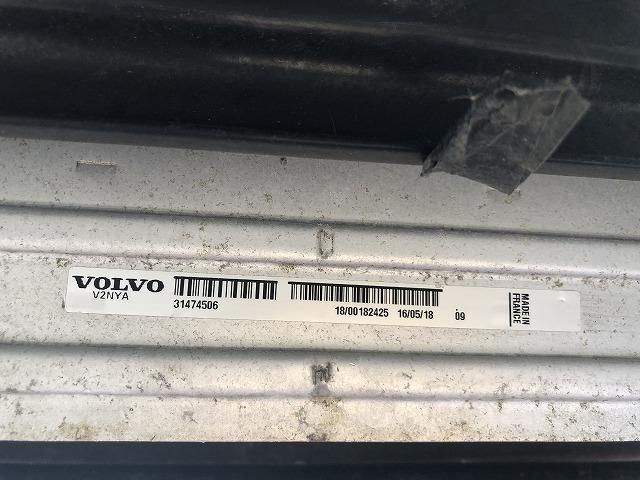 VOLVO
V2NYA
31474506
18/00182425 16/05/18 09
MADE IN
FRANCE